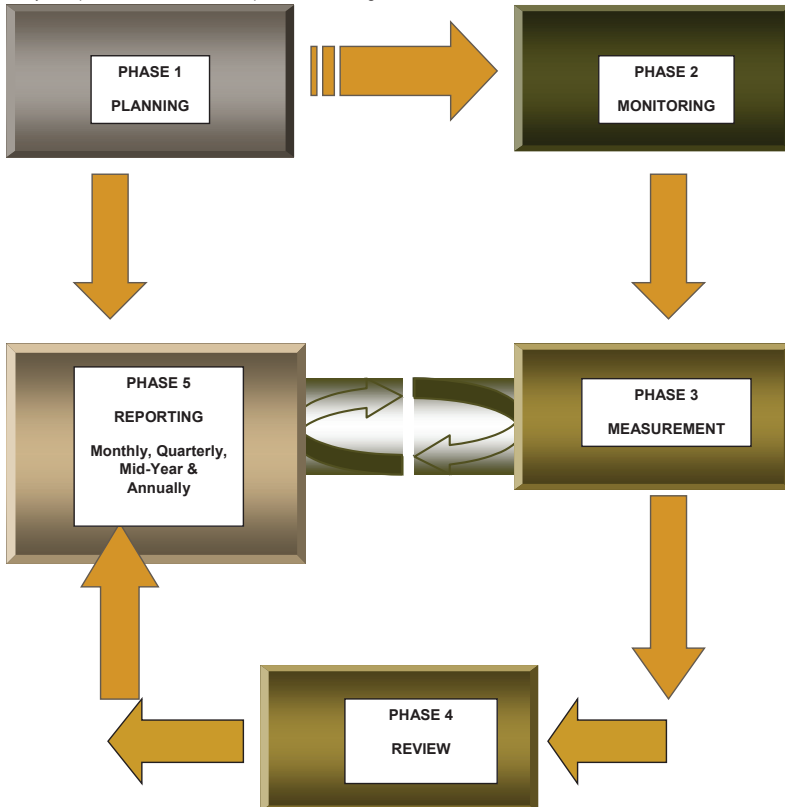 PHASE 1
PLANNING
PHASE 2
MONITORING
PHASE 5
REPORTING
Monthly, Quarterly,
Mid-Year &
Annually
PHASE 3
MEASUREMENT
PHASE 4
REVIEW